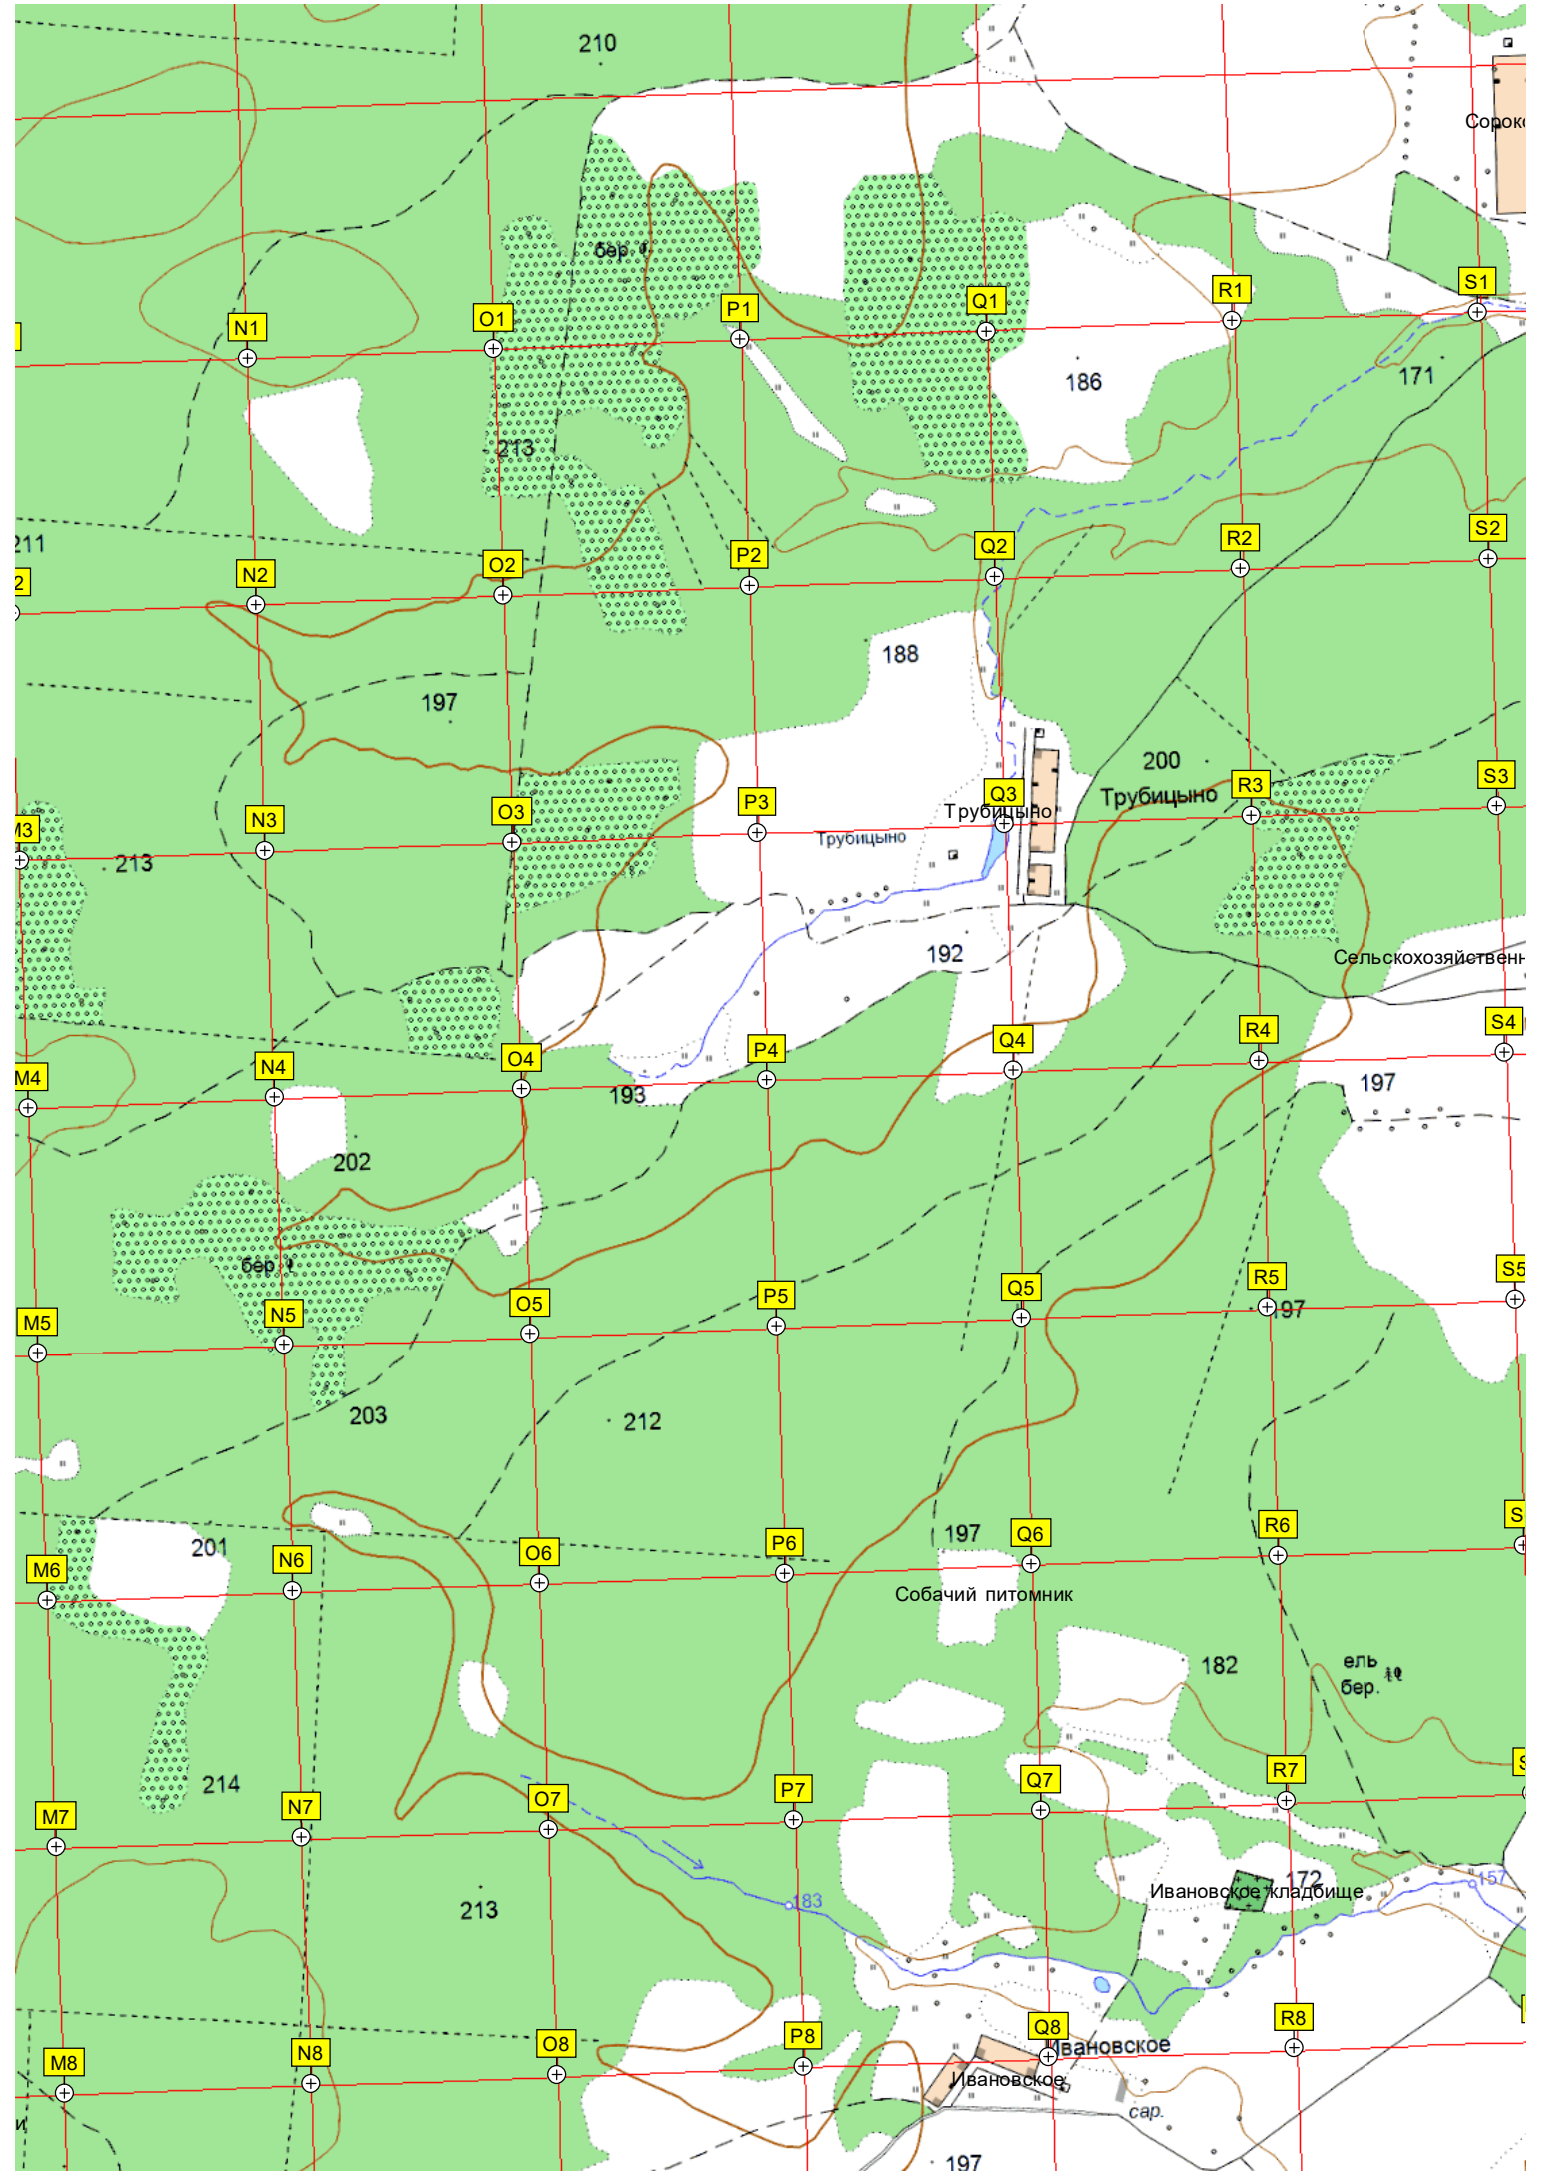 210
Сороко
бер.
N1
O1
P1
Q1
R1
S1
186
171
213
211
2
N2
O2
P2
Q2
R2
S2
188
197
200
Трубицыно
M3
N3
O3
P3
Q3
R3
S3
Трубицыно
Трубицыно
213
192
Сельскохозяйственн
M4
N4
O4
P4
Q4
R4
S4
193
197
202
бер.
M5
N5
O5
P5
Q5
R5
S5
197
203
212
201
197
M6
N6
O6
P6
Q6
R6
S
Собачий питомник
182
ель
бер.
214
M7
N7
O7
P7
Q7
R7
S
213
183
172
157
Ивановское кладбище
M8
N8
O8
P8
Q8
R8
Ивановское
Ивановское
сар.
и
197